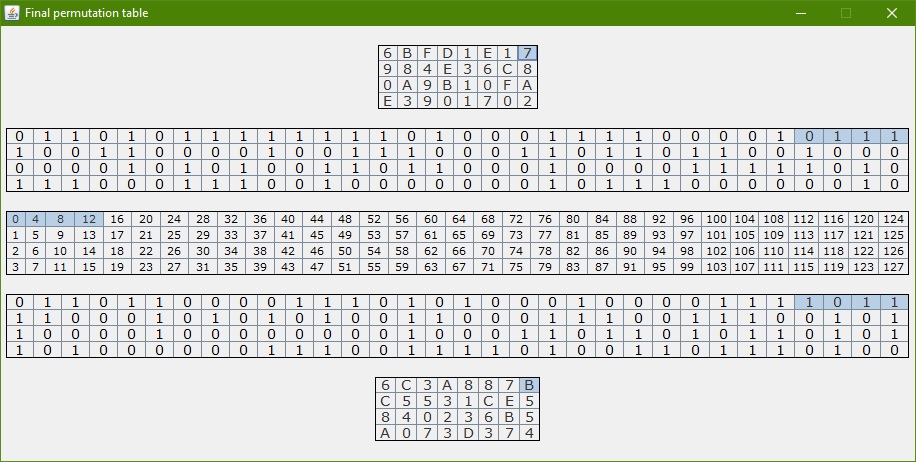 Final permutation table
6 B F D 1 E 1 7
9 8 4 E 3 6 C 8
0 A 9 B 1 0 F A
E 3 9 0 1 7 0 2
0 1 1 0 1 0 1 1 1 1 1 1 1 1 0 1 0 0 0 1 1 1 1 0 0 0 0 1 0 1 1 1
1 0 0 1 1 0 0 0 0 1 0 0 1 1 1 0 0 0 1 1 0 1 1 0 1 1 0 0 1 0 0 0
0 0 0 0 1 0 1 0 1 0 0 1 1 0 1 1 0 0 0 1 0 0 0 0 1 1 1 1 1 0 1 0
1 1 1 0 0 0 1 1 1 0 0 1 0 0 0 0 0 0 0 1 0 1 1 1 0 0 0 0 0 0 1 0
0 4 8 12 16 20 24 28 32 36 40 44 48 52 56 60 64 68 72 76 80 84 88 92 96 100 104 108 112 116 120 124
1 5 9 13 17 21 25 29 33 37 41 45 49 53 57 61 65 69 73 77 81 85 89 93 97 101 105 109 113 117 121 125
2 6 10 14 18 22 26 30 34 38 42 46 50 54 58 62 66 70 74 78 82 86 90 94 98 102 106 110 114 118 122 126
3 7 11 15 19 23 27 31 35 39 43 47 51 55 59 63 67 71 75 79 83 87 91 95 99 103 107 111 115 119 123 127
0 1 1 0 1 1 0 0 0 0 1 1 1 0 1 0 1 0 0 0 1 0 0 0 0 1 1 1 1 0 1 1
1 1 0 0 0 1 0 1 0 1 0 1 0 0 1 1 0 0 0 1 1 1 0 0 1 1 1 0 0 1 0 1
1 0 0 0 0 1 0 0 0 0 0 0 0 0 1 0 0 0 1 1 0 1 1 0 1 0 1 1 0 1 0 1
1 0 1 0 0 0 0 0 0 1 1 1 0 0 1 1 1 1 0 1 0 0 1 1 0 1 1 1 0 1 0 0
6 C 3 A 8 8 7 B
C 5 5 3 1 C E 5
8 4 0 2 3 6 B 5
A 0 7 3 D 3 7 4